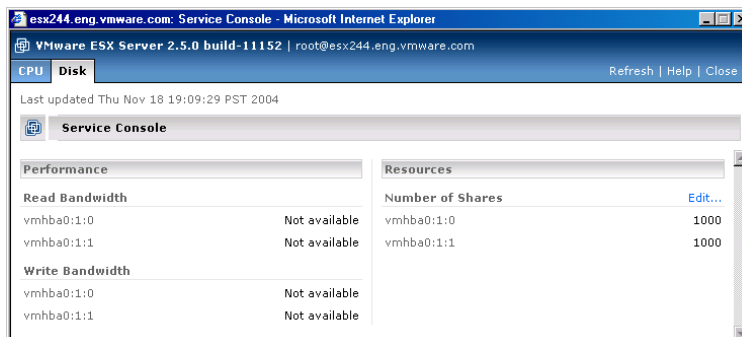 esx244.eng.vmware.com: Service Console - Microsoft Internet Explorer
VMware ESX Server 2.5.0 build-11152 | root@esx244.eng.vmware.com
CPU Disk Refresh | Help | Close
Last updated Thu Nov 18 19:09:29 PST 2004
Service Console
Performance
Read Bandwidth
vmhba0:1:0 Not available
vmhba0:1:1 Not available
Write Bandwidth
vmhba0:1:0 Not available
vmhba0:1:1 Not available
Resources
Number of Shares Edit...
vmhba0:1:0 1000
vmhba0:1:1 1000